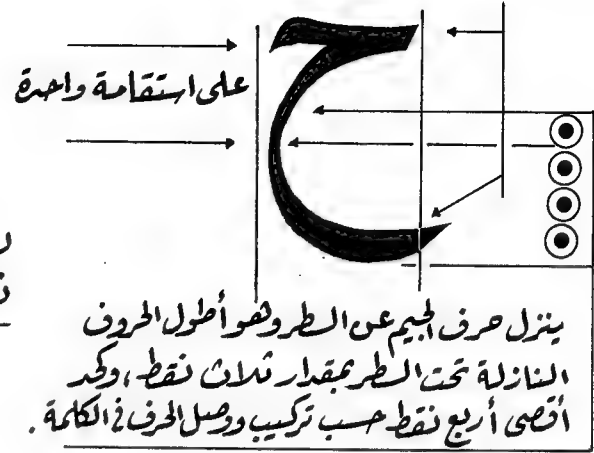 ح
على استقامة واحدة
ينزل حرف الجيم عن السطر وهو أطول الحروف
النازلة تحت السطر بمقدار ثلاث نقط ، وكحد
أقصى أربع نقط حسب تركيب ووصل الحرف في الكلمة .